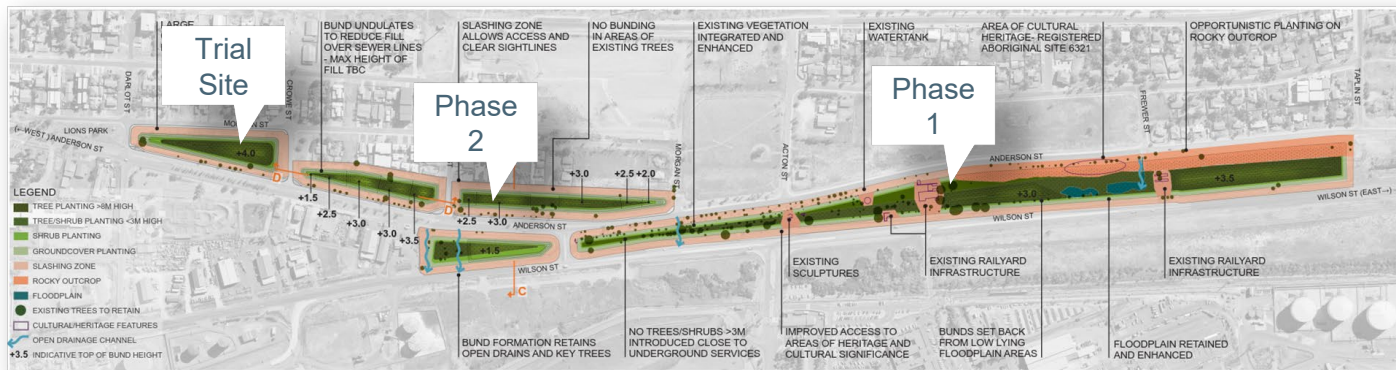 LARGE
BUND UNDULATES
TO REDUCE FILL
OVER SEWER LINES
- MAX HEIGHT OF
FILL TBC
SLASHING ZONE
ALLOWS ACCESS AND
CLEAR SIGHTLINES
NO BUNDING
IN AREAS OF
EXISTING TREES
EXISTING VEGETATION
INTEGRATED AND
ENHANCED
EXISTING
WATERTANK
AREA OF CULTURAL
HERITAGE- REGISTERED
ABORIGINAL SITE 6321
OPPORTUNISTIC PLANTING ON
ROCKY OUTCROP
Trial
Site
Phase
2
Phase
1
DARLOT ST
CROWE ST
MORGAN ST
ACTON ST
FREWER ST
TAPLIN ST
LIONS PARK
(← WEST) ANDERSON ST
ANDERSON ST
ANDERSON ST
WILSON ST
WILSON ST
WILSON ST (EAST→)
+4.0
+1.5
+2.5
+3.0
+3.0
+3.5
+2.5
+3.0
+3.0
+2.5
+2.0
+1.5
+3.0
+3.5
D
D
C
LEGEND
TREE PLANTING >8M HIGH
TREE/SHRUB PLANTING <3M HIGH
SHRUB PLANTING
GROUNDCOVER PLANTING
SLASHING ZONE
ROCKY OUTCROP
FLOODPLAIN
EXISTING TREES TO RETAIN
CULTURAL/HERITAGE FEATURES
OPEN DRAINAGE CHANNEL
+3.5 INDICATIVE TOP OF BUND HEIGHT
EXISTING
SCULPTURES
EXISTING RAILYARD
INFRASTRUCTURE
EXISTING RAILYARD
INFRASTRUCTURE
BUND FORMATION RETAINS
OPEN DRAINS AND KEY TREES
NO TREES/SHRUBS >3M
INTRODUCED CLOSE TO
UNDERGROUND SERVICES
IMPROVED ACCESS TO
AREAS OF HERITAGE AND
CULTURAL SIGNIFICANCE
BUNDS SET BACK
FROM LOW LYING
FLOODPLAIN AREAS
FLOODPLAIN RETAINED
AND ENHANCED